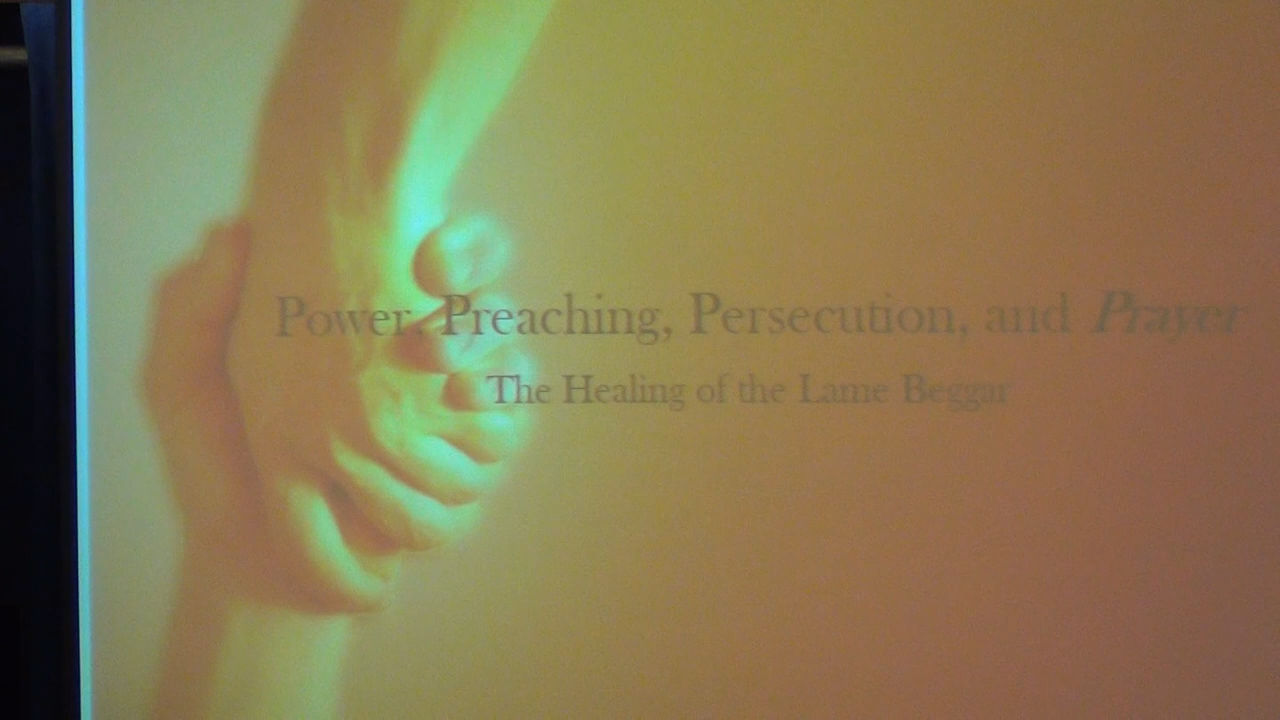 Power, Preaching, Persecution, and Prayer
The Healing of the Lame Beggar